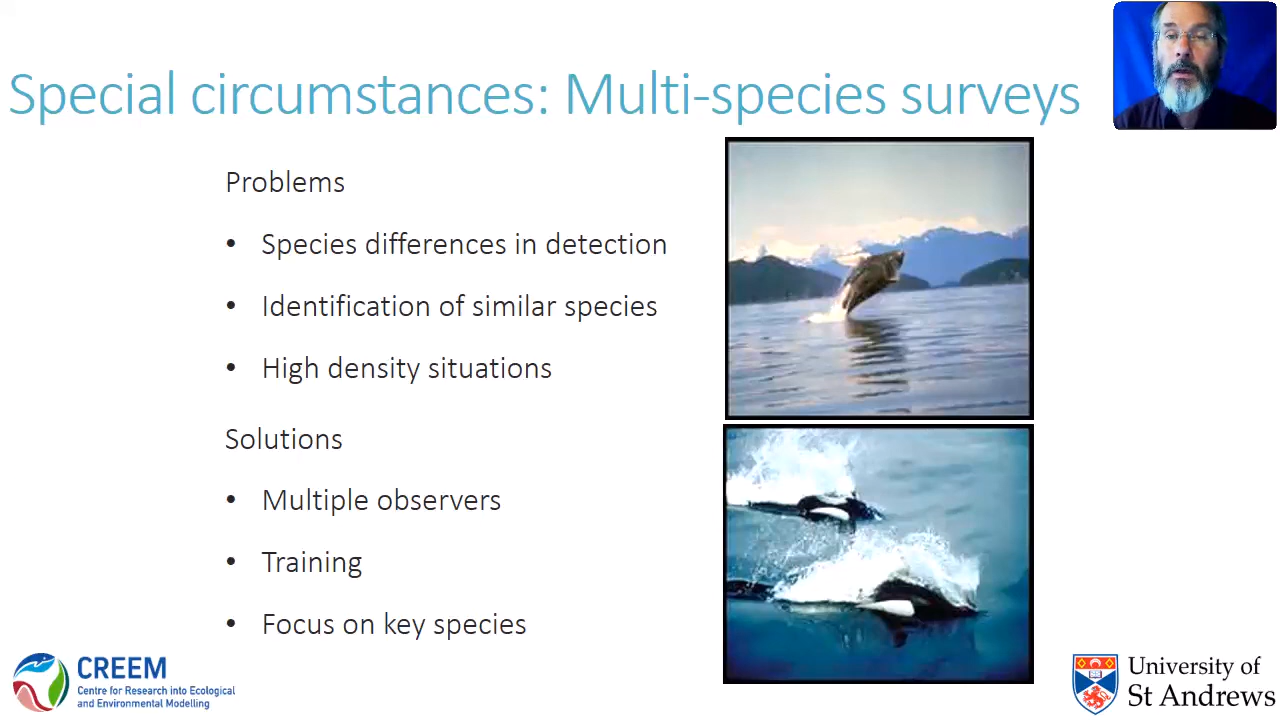 Special circumstances: Multi-species surveys
Problems
• Species differences in detection
• Identification of similar species
• High density situations
Solutions
• Multiple observers
• Training
• Focus on key species
CREEM
Centre for Research into Ecological
and Environmental Modelling
University of
St Andrews